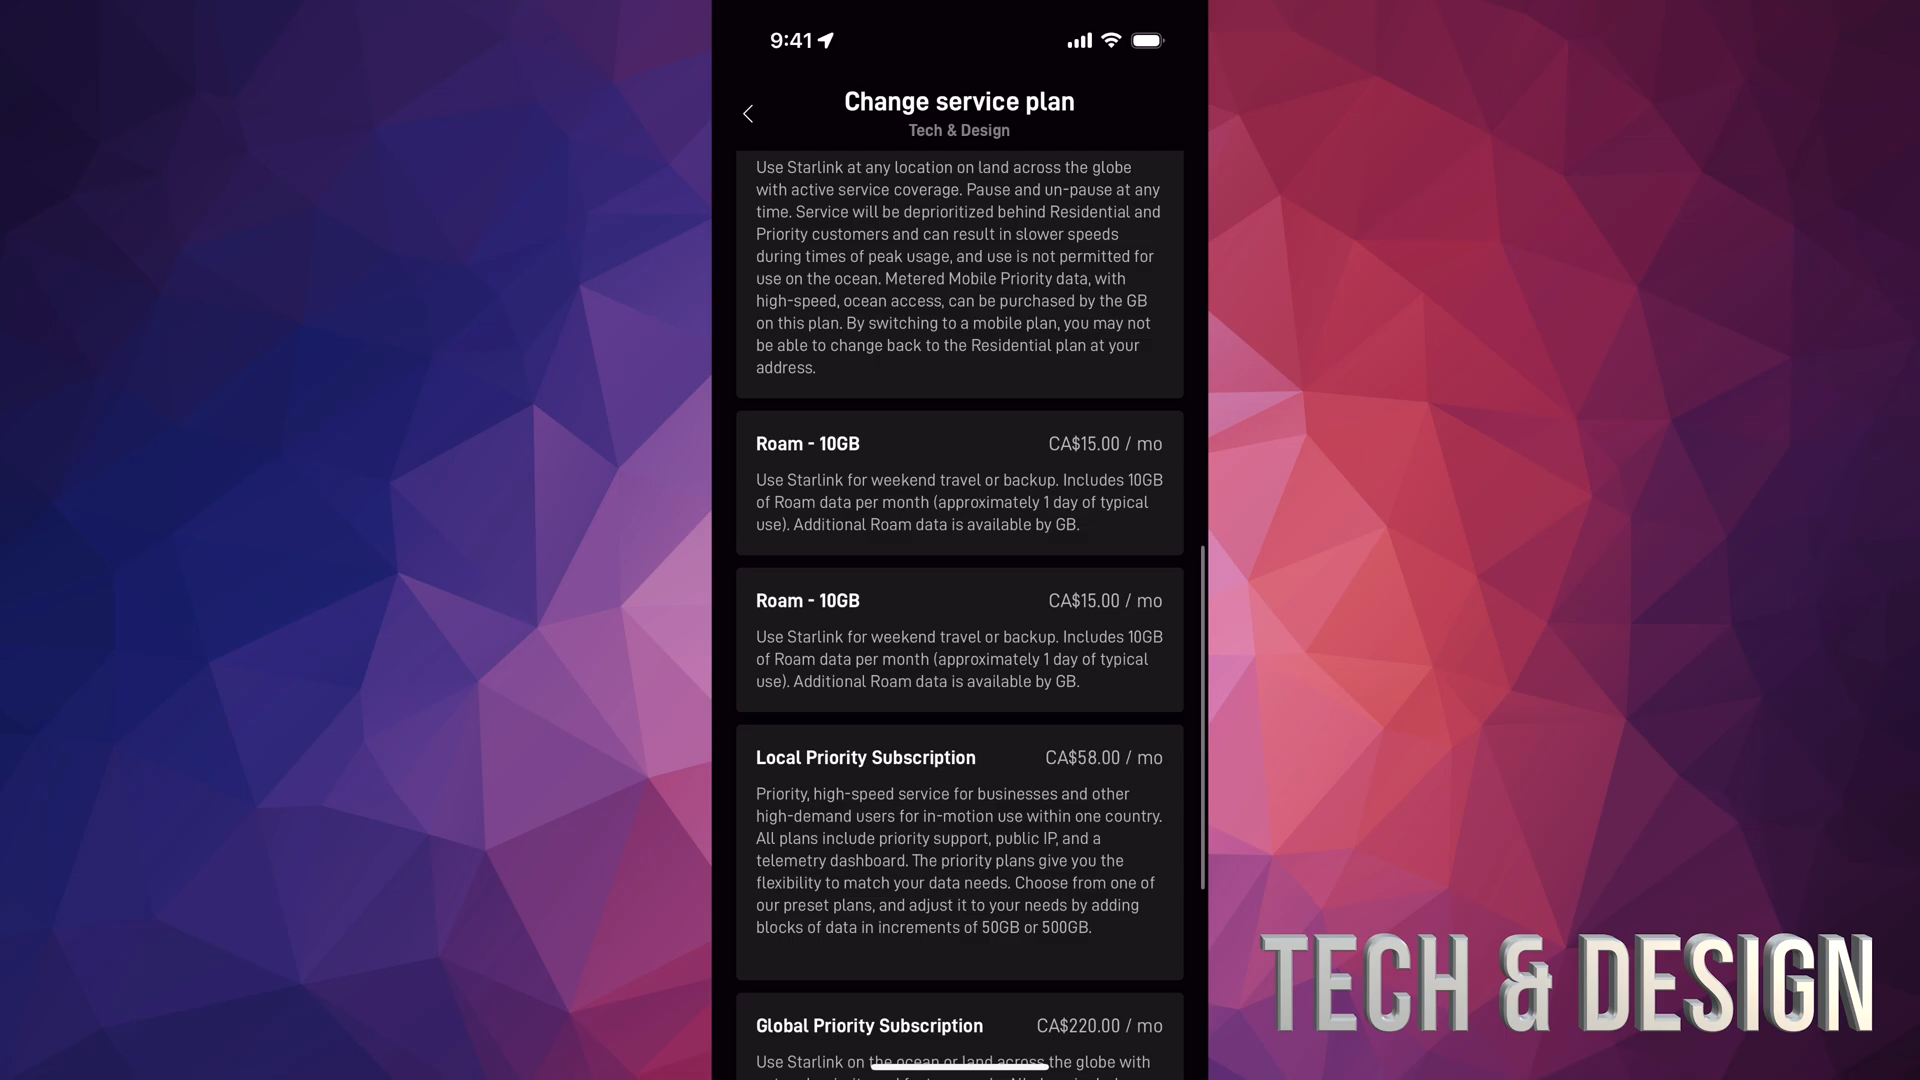 9:41
Change service plan
Tech & Design
Use Starlink at any location on land across the globe
with active service coverage. Pause and un-pause at any
time. Service will be deprioritized behind Residential and
Priority customers and can result in slower speeds
during times of peak usage, and use is not permitted for
use on the ocean. Metered Mobile Priority data, with
high-speed, ocean access, can be purchased by the GB
on this plan. By switching to a mobile plan, you may not
be able to change back to the Residential plan at your
address.
Roam - 10GB CA$15.00 / mo
Use Starlink for weekend travel or backup. Includes 10GB
of Roam data per month (approximately 1 day of typical
use). Additional Roam data is available by GB.
Roam - 10GB CA$15.00 / mo
Use Starlink for weekend travel or backup. Includes 10GB
of Roam data per month (approximately 1 day of typical
use). Additional Roam data is available by GB.
Local Priority Subscription CA$58.00 / mo
Priority, high-speed service for businesses and other
high-demand users for in-motion use within one country.
All plans include priority support, public IP, and a
telemetry dashboard. The priority plans give you the
flexibility to match your data needs. Choose from one of
our preset plans, and adjust it to your needs by adding
blocks of data in increments of 50GB or 500GB.
Global Priority Subscription CA$220.00 / mo
Use Starlink on the ocean or land across the globe with
TECH & DESIGN